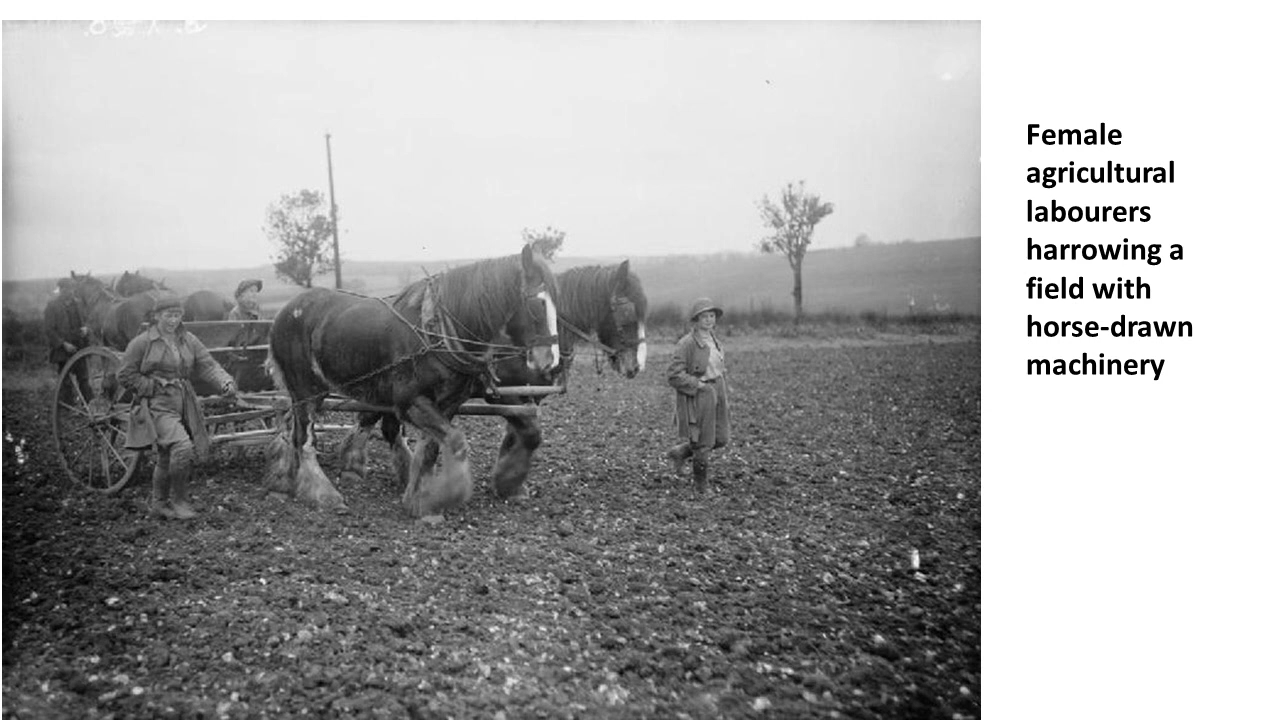 Female
agricultural
labourers
harrowing a
field with
horse-drawn
machinery